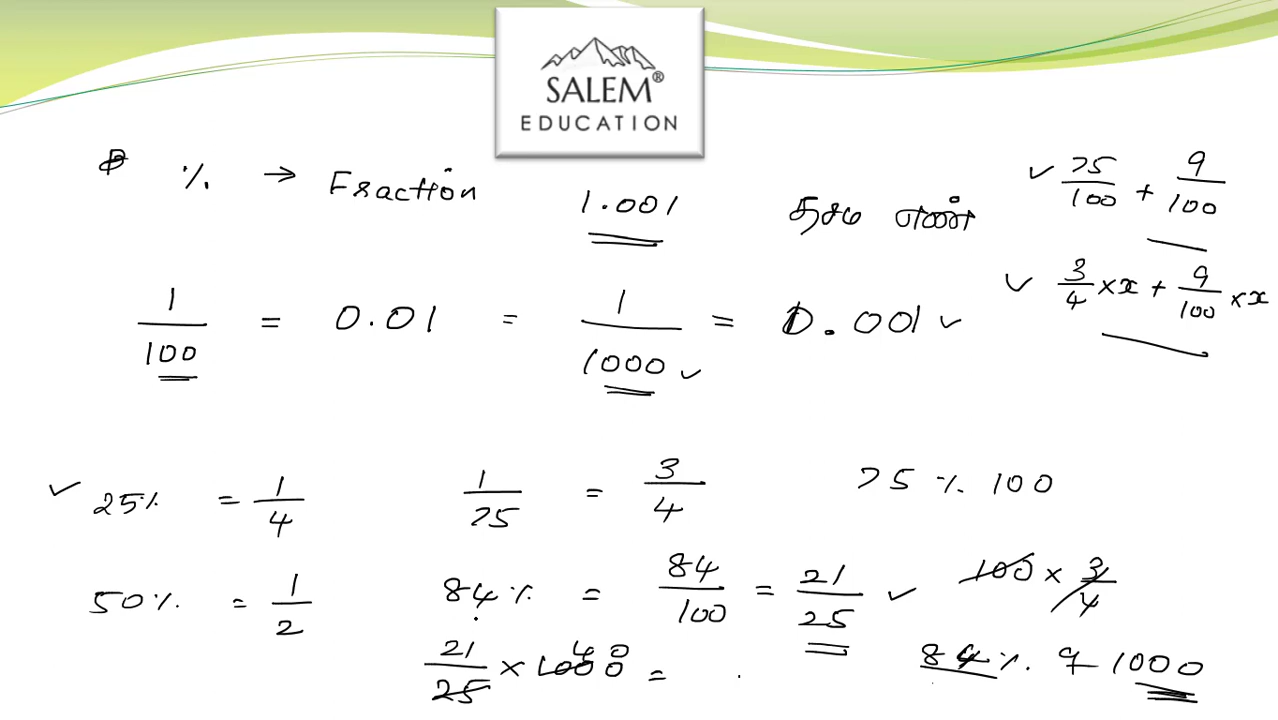 SALEM®
EDUCATION
% → Fraction
1.001
தசம எண்
75/100 + 9/100
3/4 × x + 9/100 × x
1/100 = 0.01 = 1/1000 = 0.001
25% = 1/4
1/75 = 3/4
75 % 100
50% = 1/2
84% = 84/100 = 21/25
100 × 3/4
21/25 × 1000 =
40
84 % 1000